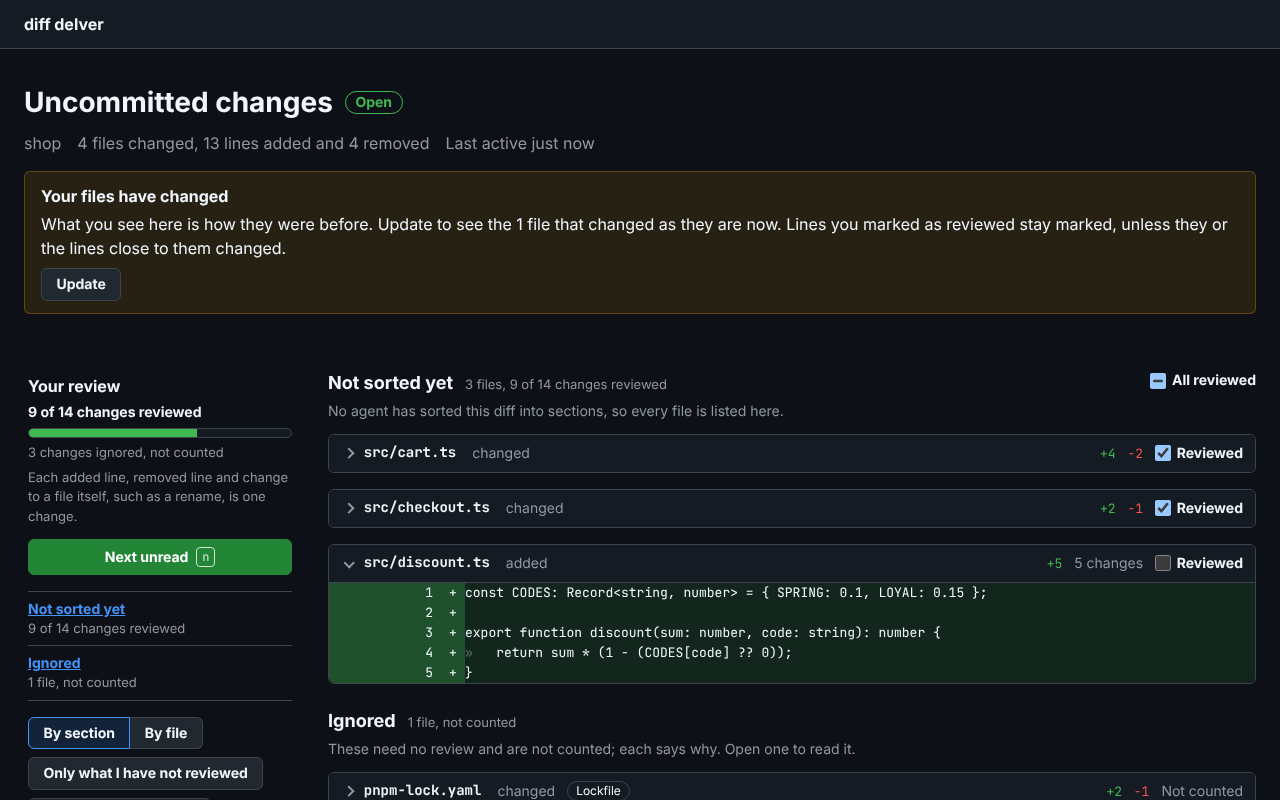 diff delver
Uncommitted changes Open
shop 4 files changed, 13 lines added and 4 removed Last active just now
Your files have changed
What you see here is how they were before. Update to see the 1 file that changed as they are now. Lines you marked as reviewed stay marked, unless they or
the lines close to them changed.
Update
Your review
9 of 14 changes reviewed
3 changes ignored, not counted
Each added line, removed line and change
to a file itself, such as a rename, is one
change.
Next unread n
Not sorted yet
9 of 14 changes reviewed
Ignored
1 file, not counted
By section By file
Only what I have not reviewed
Not sorted yet 3 files, 9 of 14 changes reviewed All reviewed
No agent has sorted this diff into sections, so every file is listed here.
src/cart.ts changed +4 -2 Reviewed
src/checkout.ts changed +2 -1 Reviewed
src/discount.ts added +5 5 changes Reviewed
1 + const CODES: Record<string, number> = { SPRING: 0.1, LOYAL: 0.15 };
2 +
3 + export function discount(sum: number, code: string): number {
4 + » return sum * (1 - (CODES[code] ?? 0));
5 + }
Ignored 1 file, not counted
These need no review and are not counted; each says why. Open one to read it.
pnpm-lock.yaml changed Lockfile +2 -1 Not counted